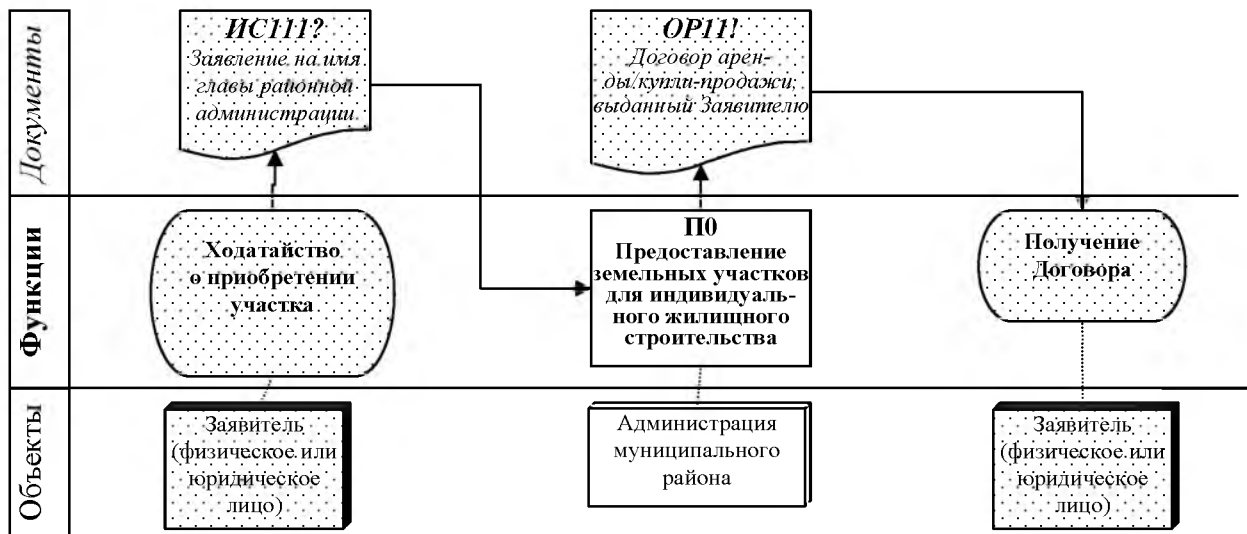 Документы
ИС111?
Заявление на имя
главы районной
администрации
ОР11!
Договор арен-
ды/купли-продажи,
выданный Заявителю
Функции
Ходатайство
о приобретении
участка
П0
Предоставление
земельных участков
для индивидуаль-
ного жилищного
строительства
Получение
Договора
Объекты
Заявитель
(физическое или
юридическое
лицо)
Администрация
муниципального
района
Заявитель
(физическое или
юридическое
лицо)